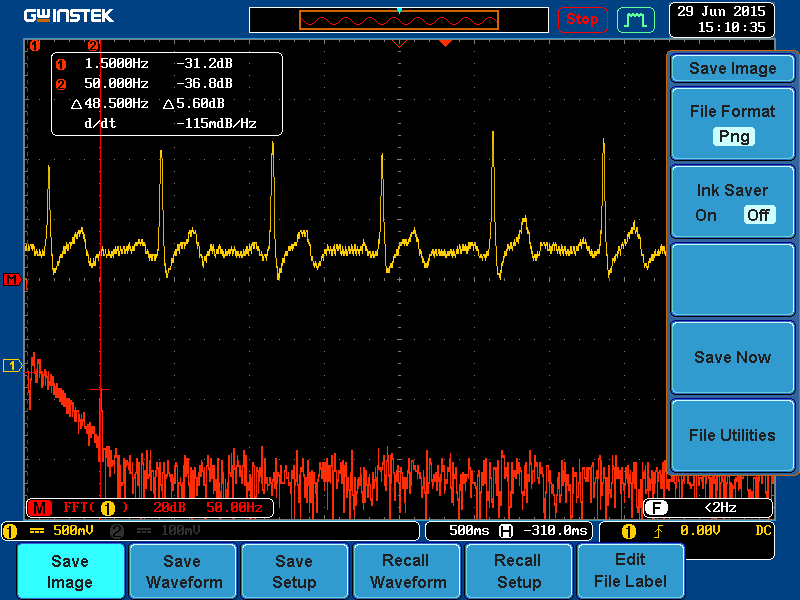 GWINSTEK
Stop
29 Jun 2015
15:10:35
1 2
1 1.5000Hz -31.2dB
2 50.000Hz -36.8dB
△48.500Hz △5.60dB
d/dt -115mdB/Hz
M
1
Save Image
File Format
Png
Ink Saver
On Off
Save Now
File Utilities
M FFT( 1 ) 20dB 50.00Hz
F <2Hz
1 500mV 2 100mV
500ms H -310.0ms
1 0.00V DC
Save
Image
Save
Waveform
Save
Setup
Recall
Waveform
Recall
Setup
Edit
File Label